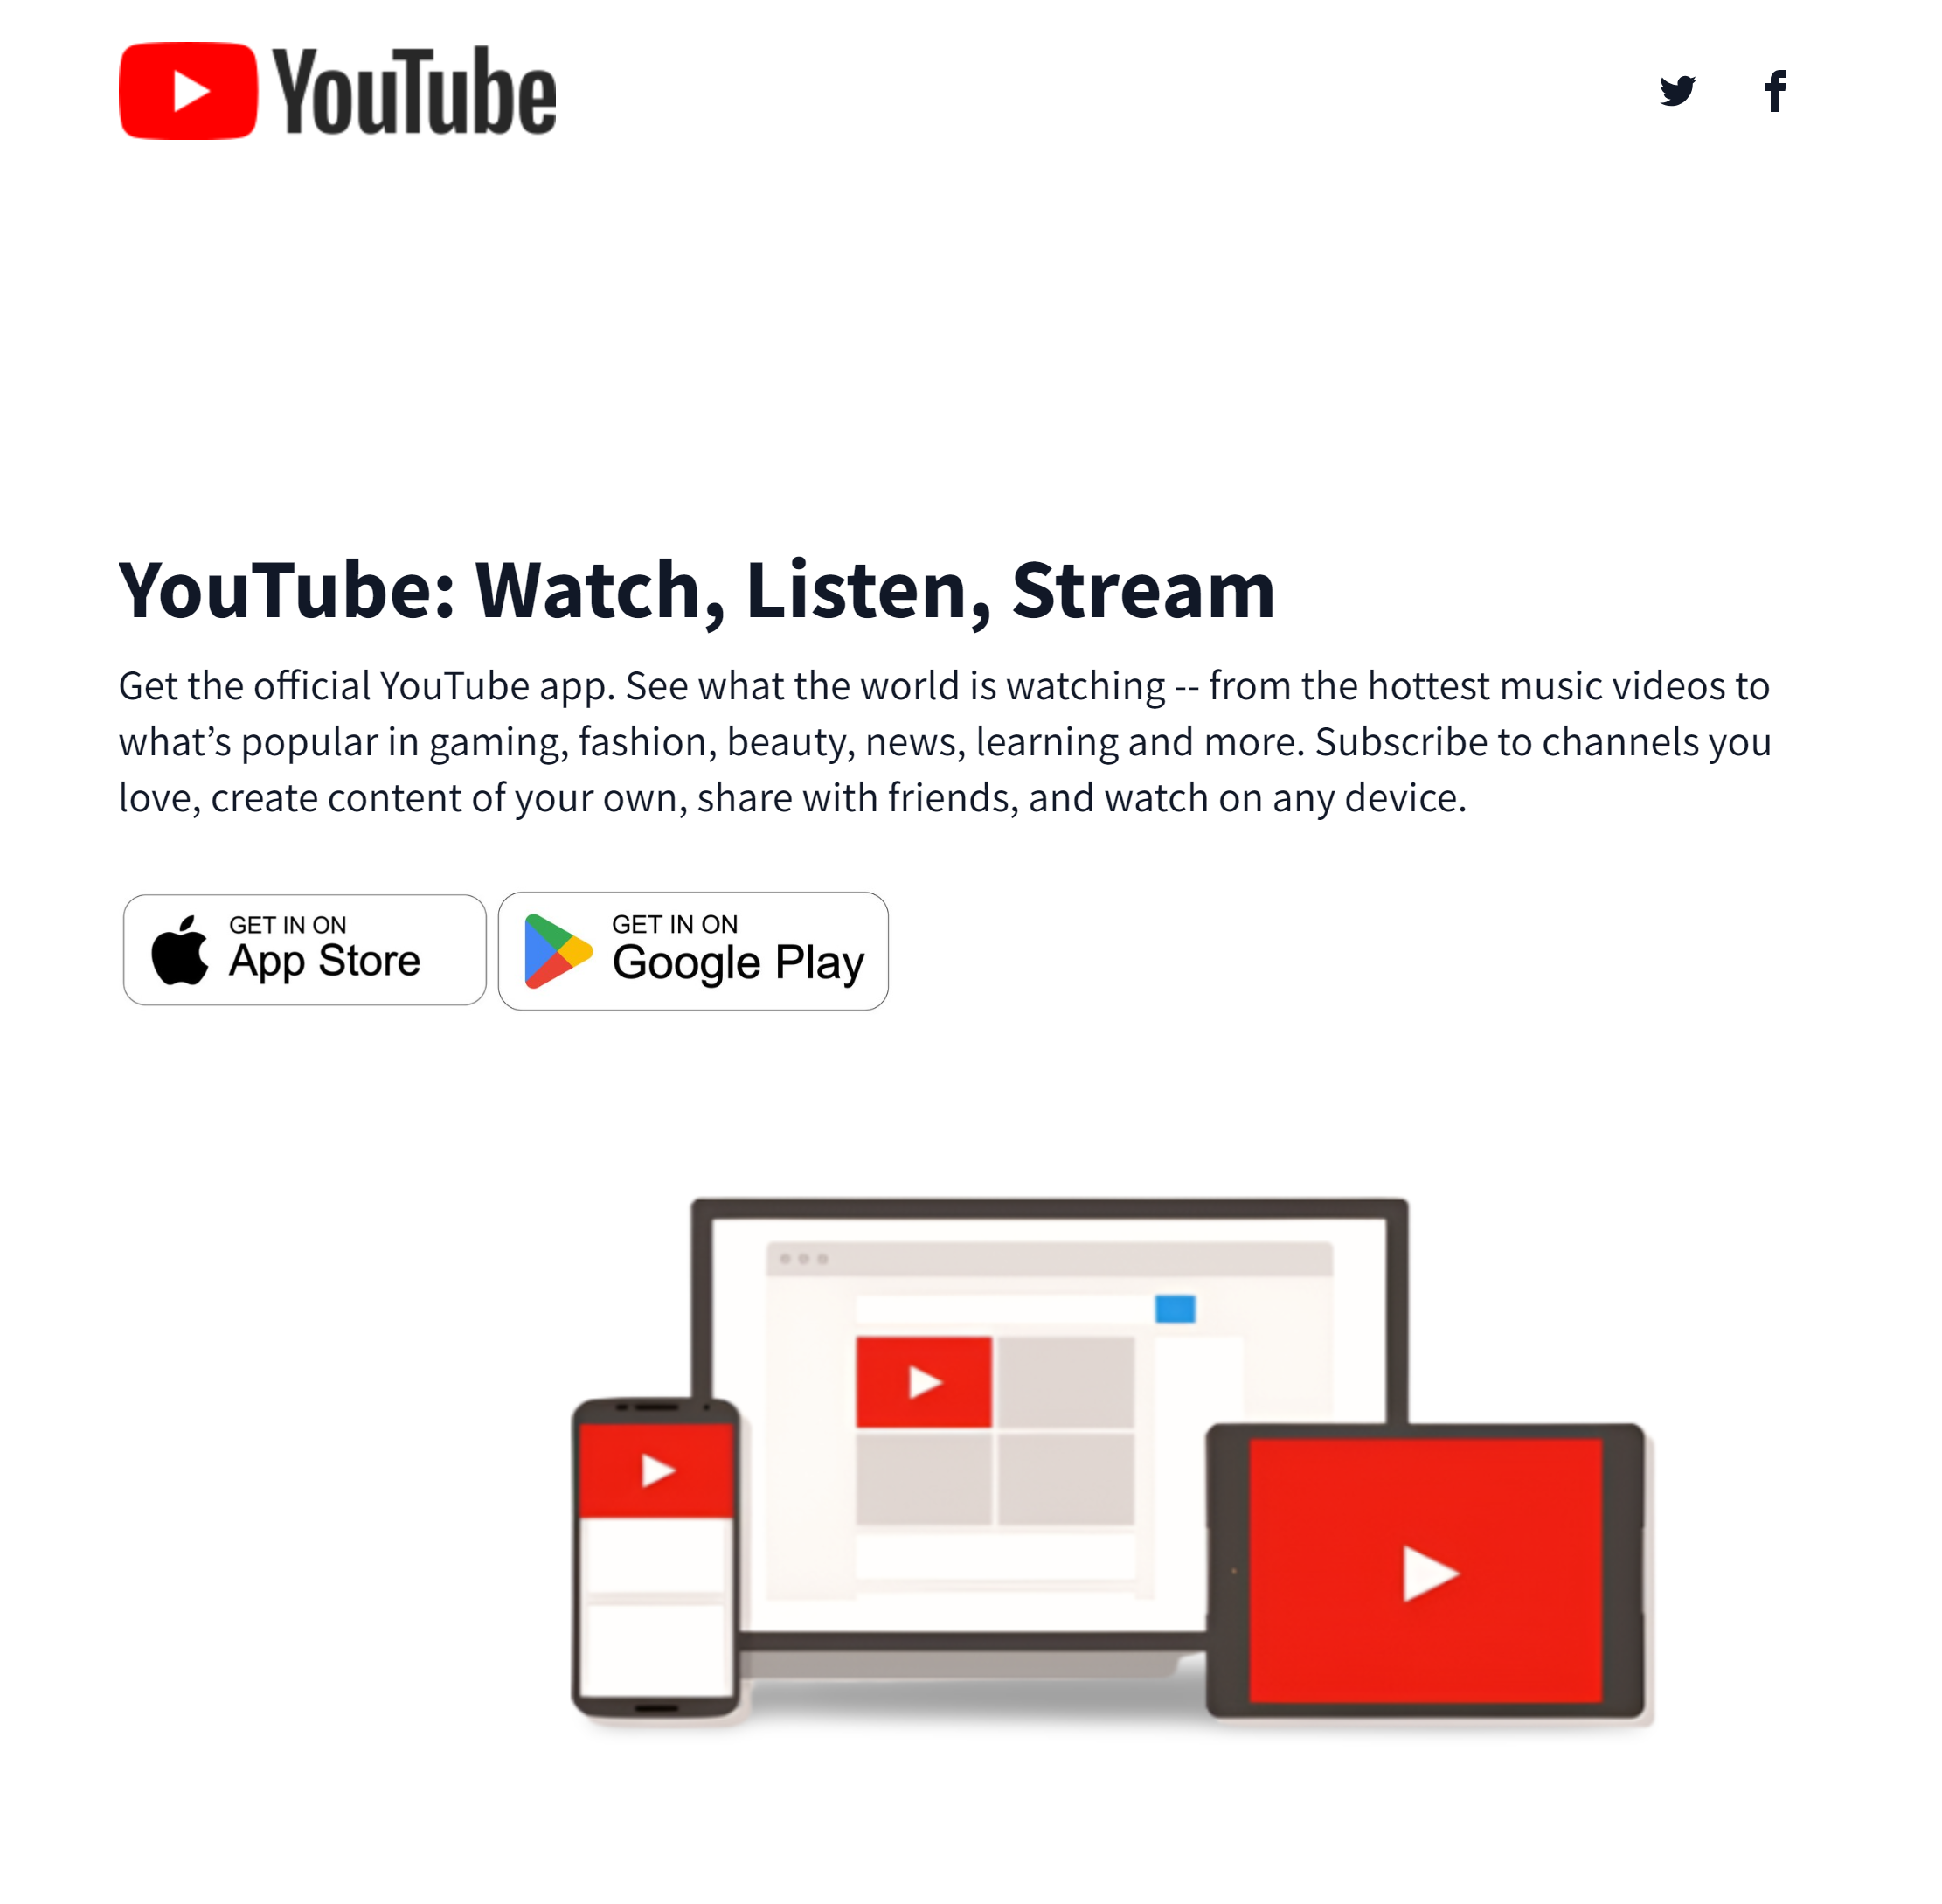 YouTube
YouTube: Watch, Listen, Stream
Get the official YouTube app. See what the world is watching -- from the hottest music videos to
what’s popular in gaming, fashion, beauty, news, learning and more. Subscribe to channels you
love, create content of your own, share with friends, and watch on any device.
GET IN ON
App Store
GET IN ON
Google Play